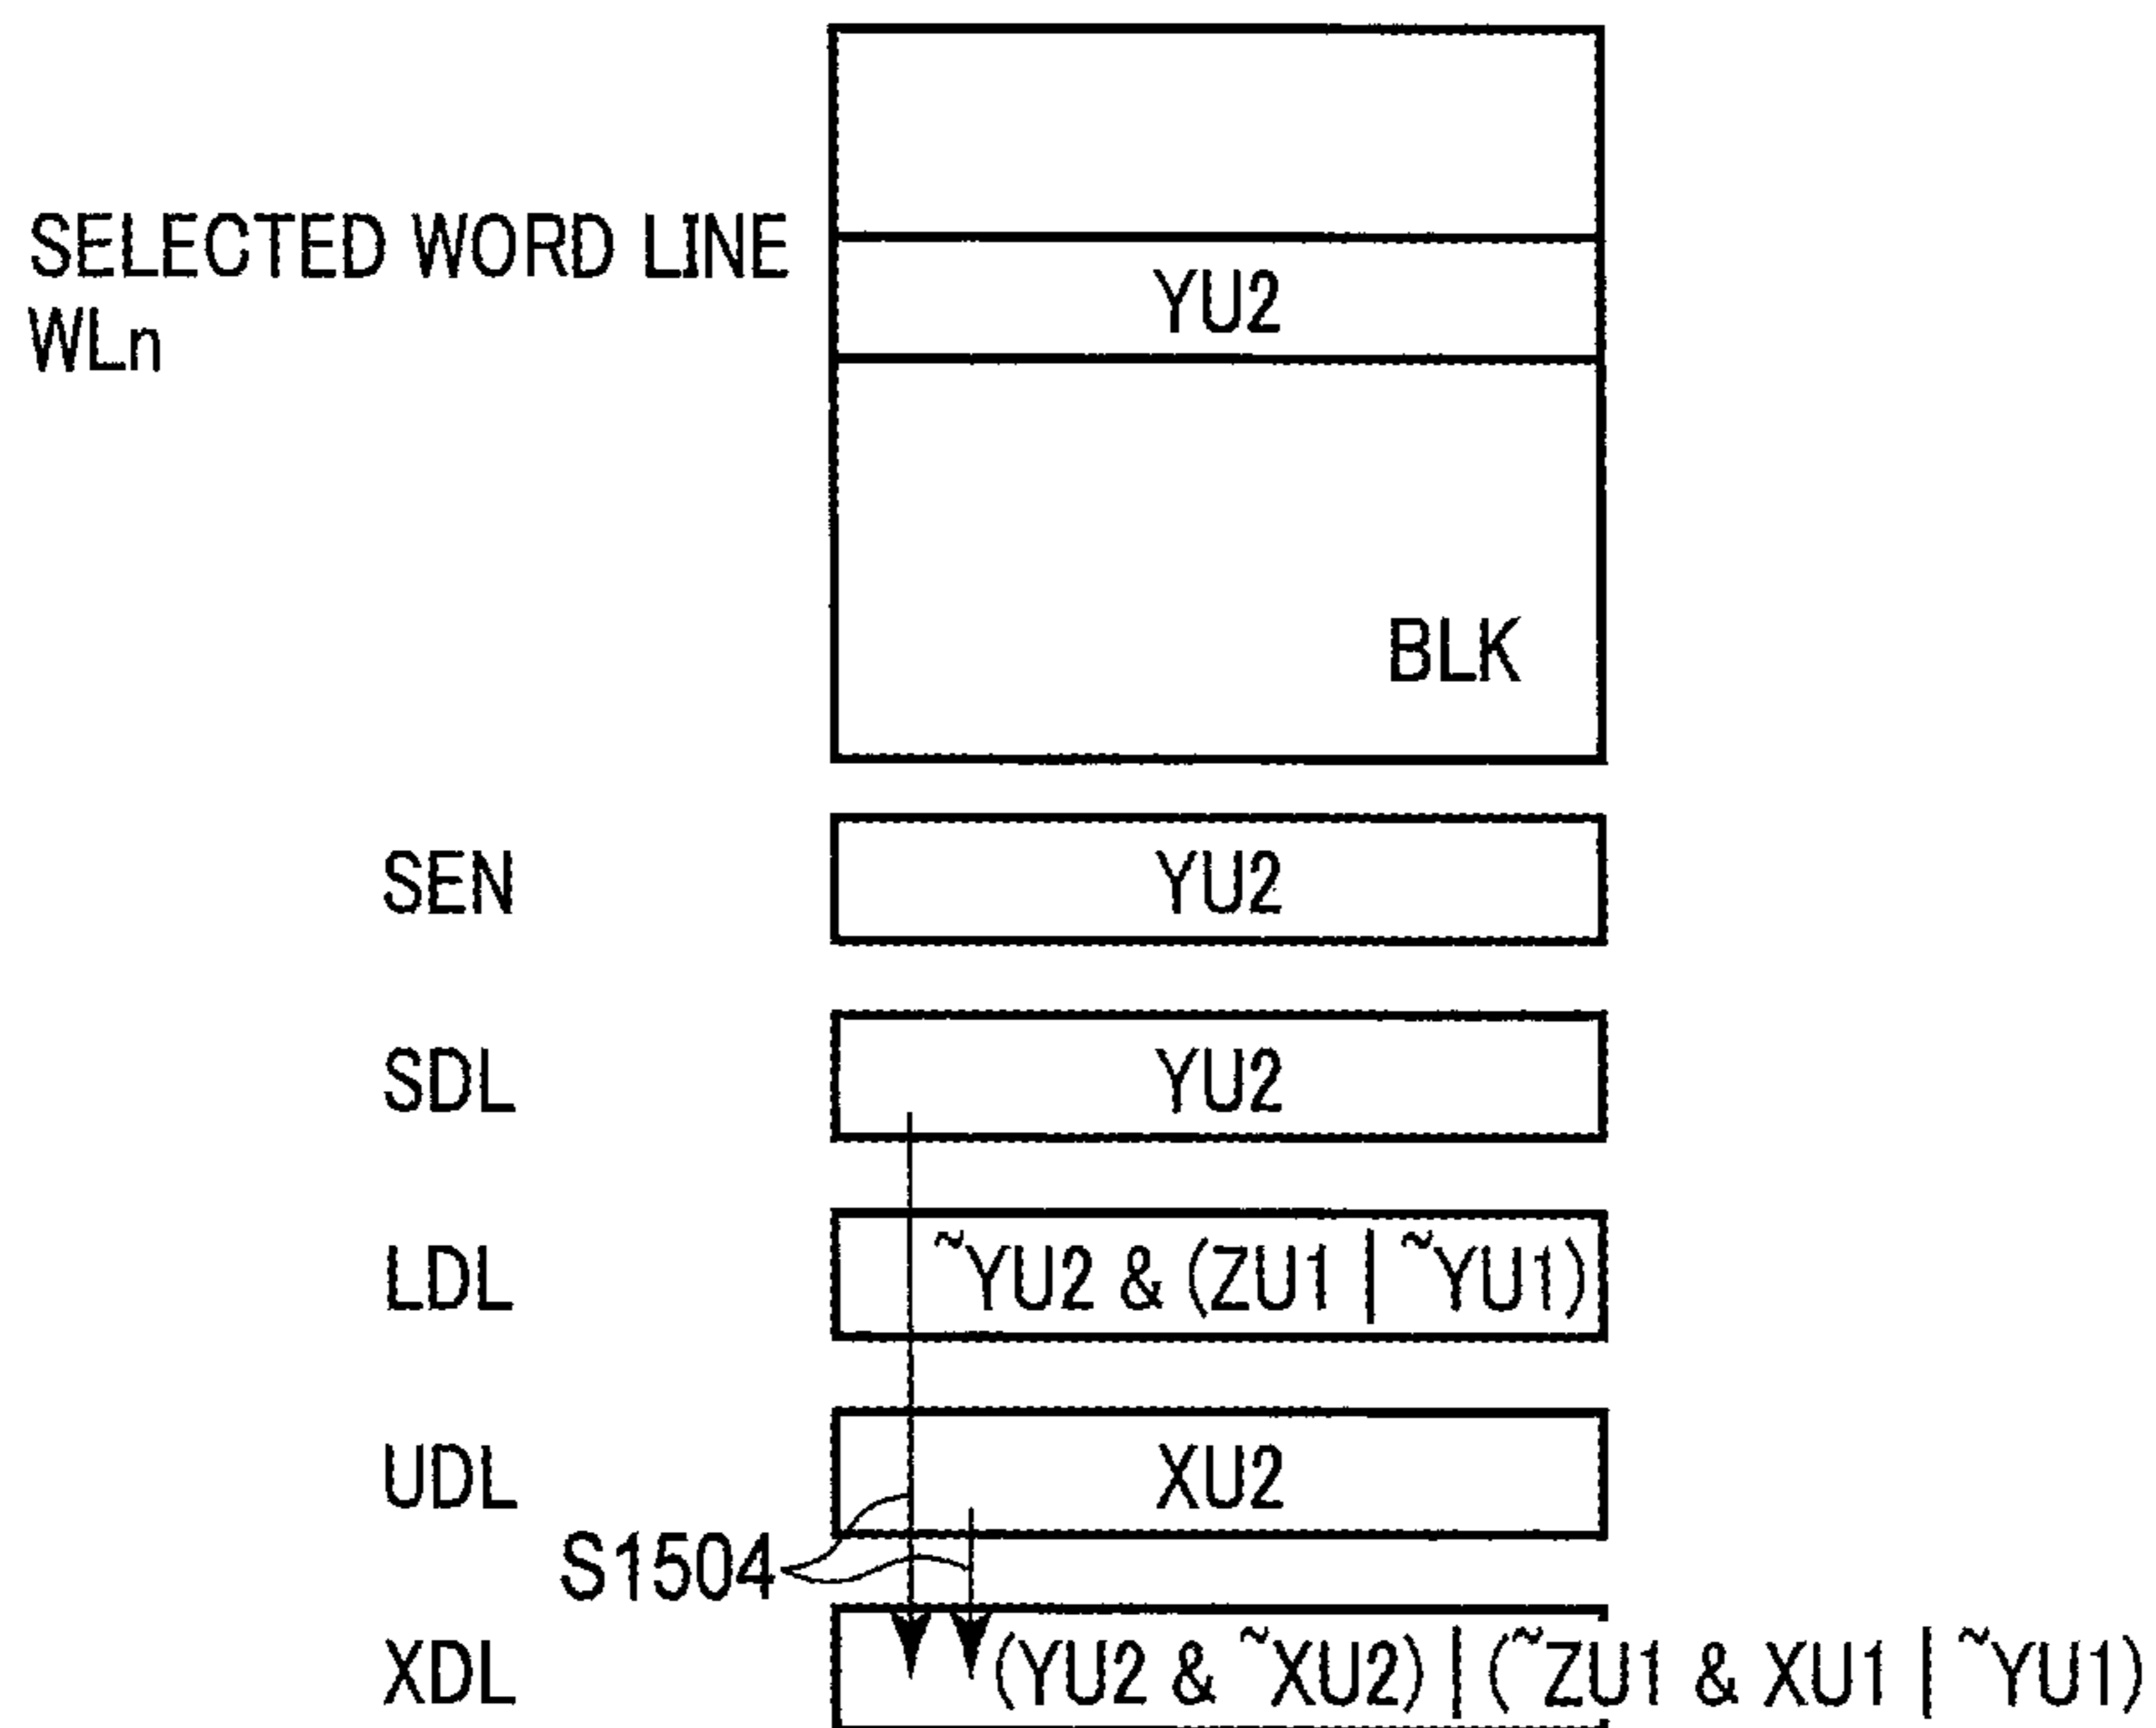 SELECTED WORD LINE
WLn
YU2
BLK
SEN
YU2
SDL
YU2
LDL
~YU2 & (ZU1 | ~YU1)
UDL
XU2
S1504
XDL
(YU2 & ~XU2) | (~ZU1 & XU1 | ~YU1)